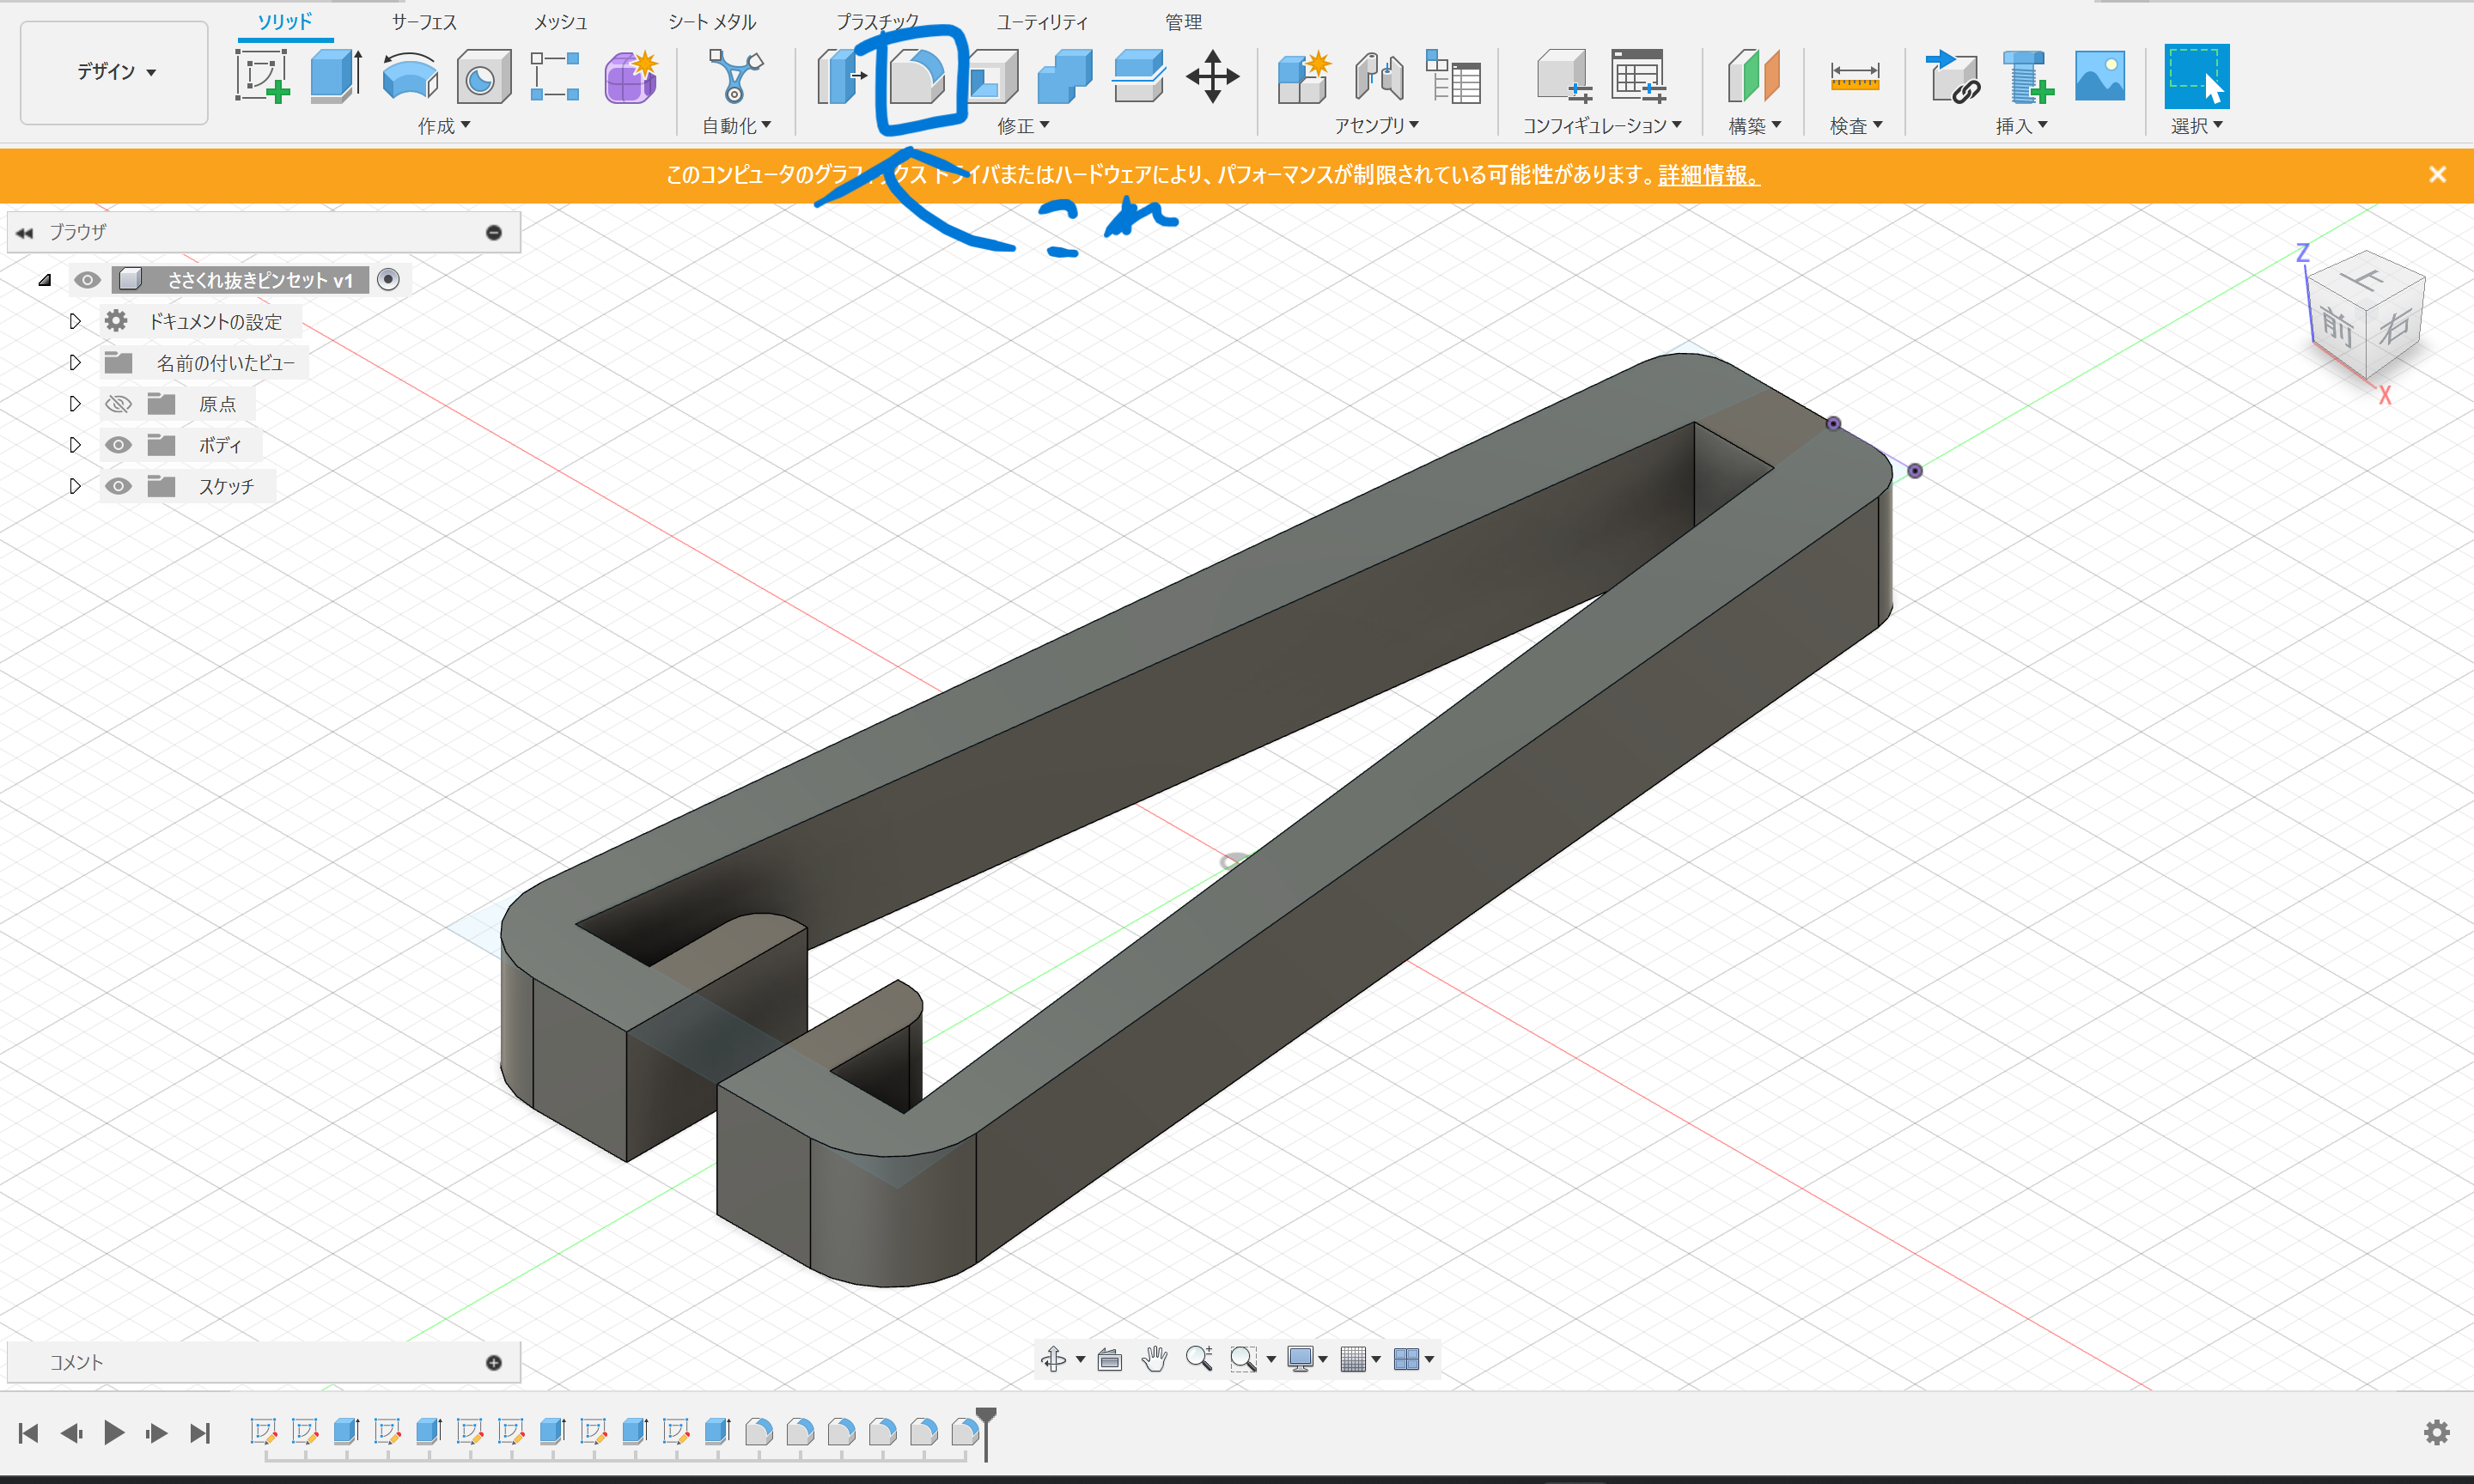 ソリッド サーフェス メッシュ シート メタル プラスチック ユーティリティ 管理
デザイン
作成 自動化 修正 アセンブリ コンフィギュレーション 構築 検査 挿入 選択
このコンピュータのグラフィックス ドライバまたはハードウェアにより、パフォーマンスが制限されている可能性があります。詳細情報。
これ
ブラウザ
ささくれ抜きピンセット v1
ドキュメントの設定
名前の付いたビュー
原点
ボディ
スケッチ
Z
上
前
右
X
コメント